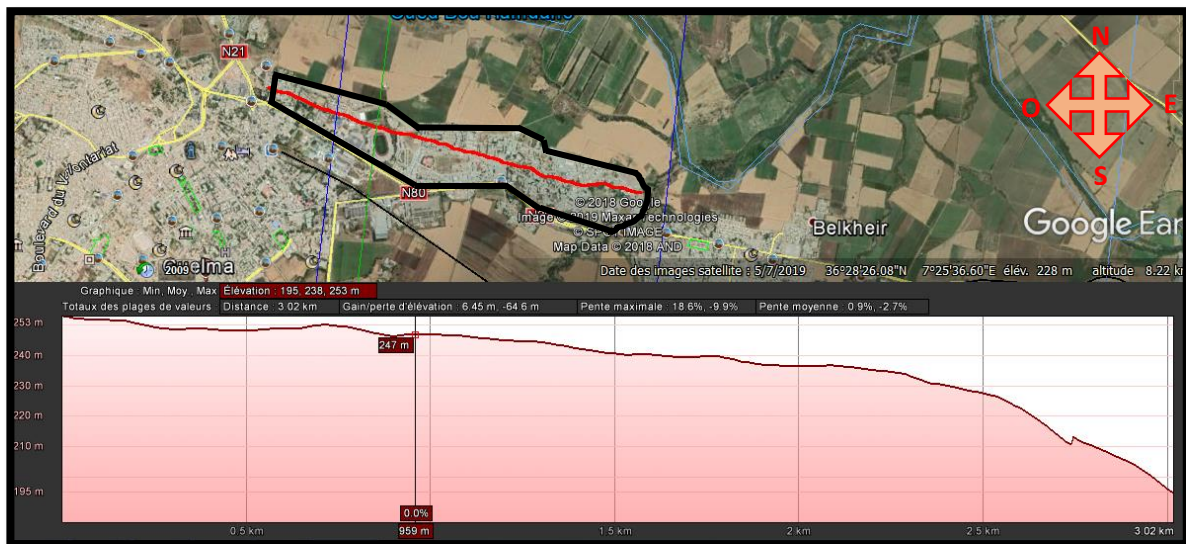 Oued Bou Hamdane
N21
N
O E
S
Boulevard du Volontariat
N80
© 2018 Google
Image © 2019 Maxar Technologies
© SPOT IMAGE
Map Data © 2018 AND
Belkheir
Google Ear
Guelma
2009
Date des images satellite : 5/7/2019 36°28'26.08"N 7°25'36.60"E élév. 228 m altitude 8.22 k
Graphique : Min, Moy., Max Élévation : 195, 238, 253 m
Totaux des plages de valeurs Distance : 3.02 km Gain/perte d'élévation : 6.45 m, -64.6 m Pente maximale : 18.6%, -9.9% Pente moyenne : 0.9%, -2.7%
253 m
247 m
240 m
230 m
220 m
210 m
195 m
0.0%
0.5 km 959 m 1.5 km 2 km 2.5 km 3.02 km